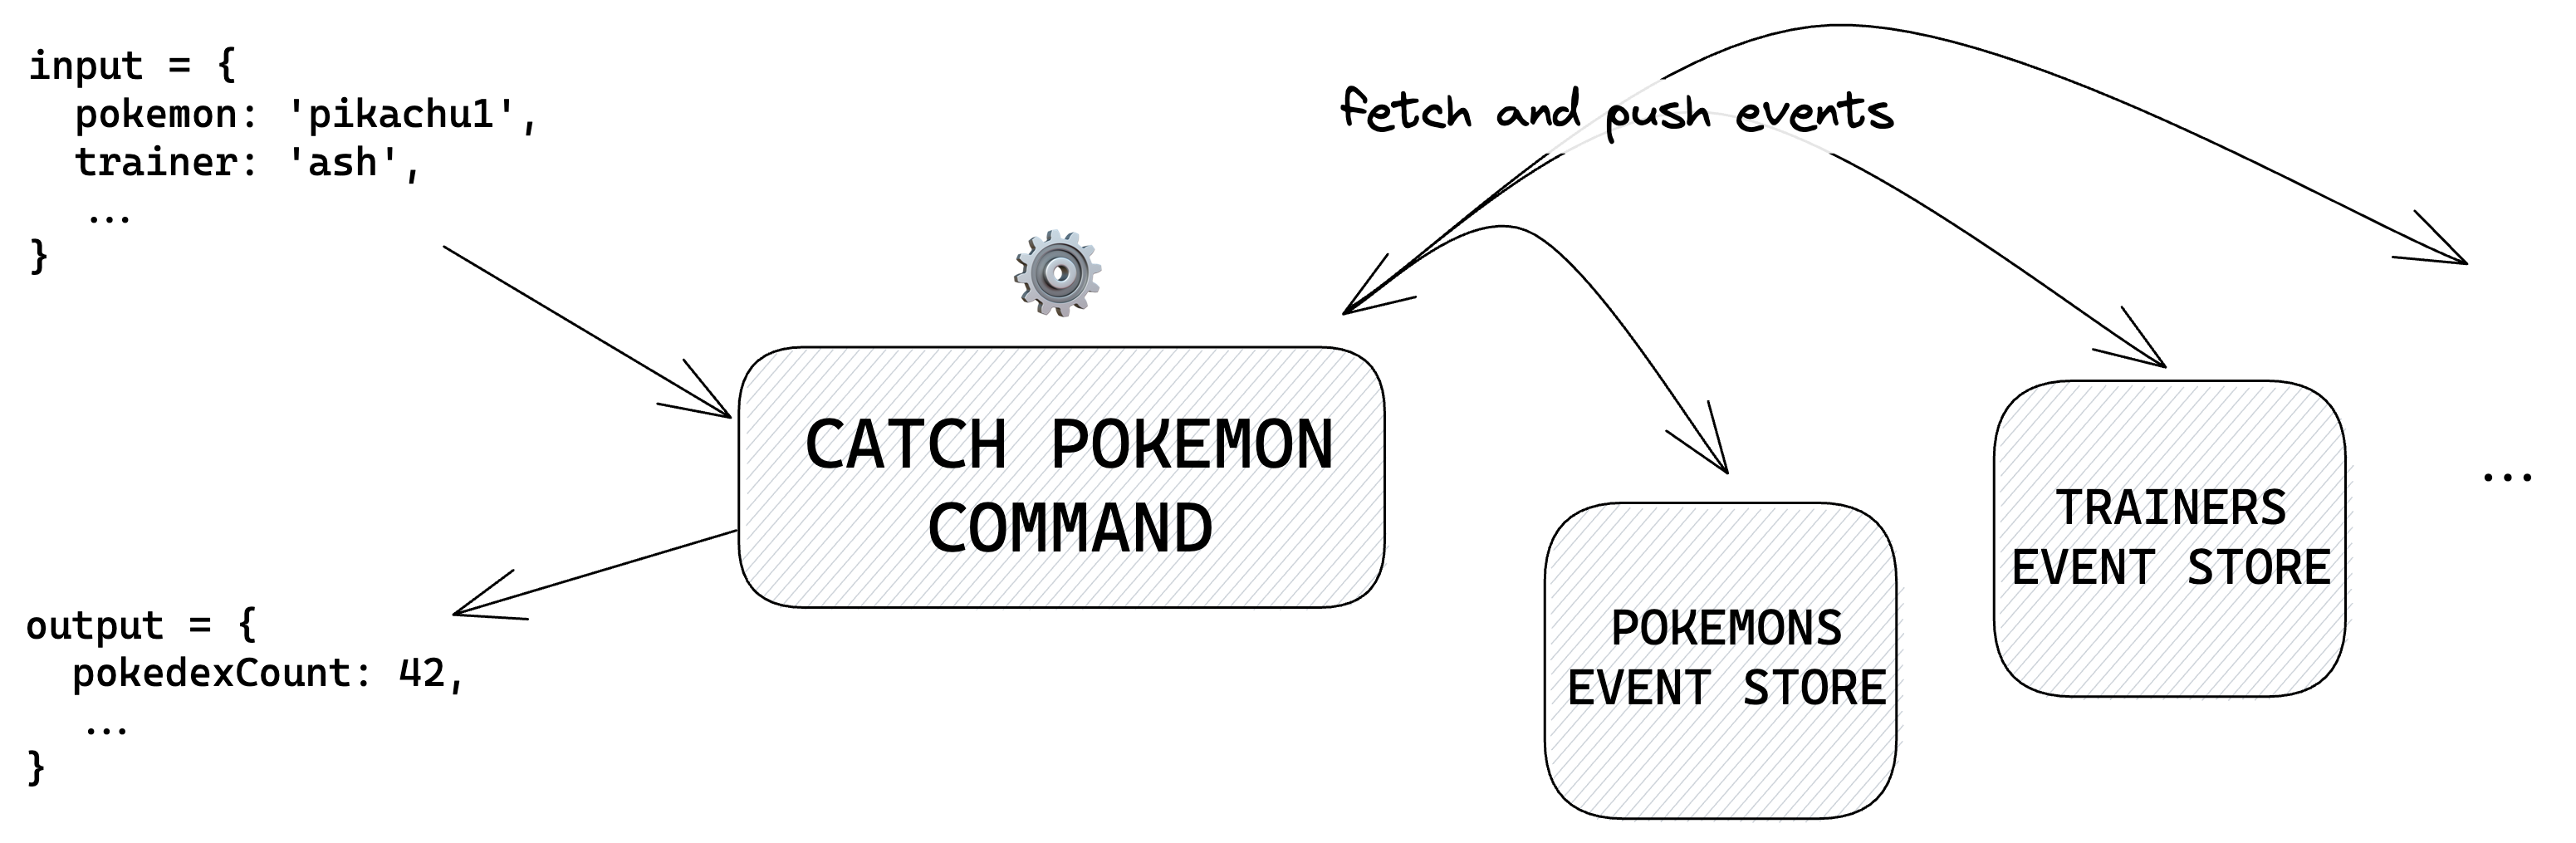 input = {
pokemon: 'pikachu1',
trainer: 'ash',
...
}
fetch and push events
CATCH POKEMON
COMMAND
output = {
pokedexCount: 42,
...
}
POKEMONS
EVENT STORE
TRAINERS
EVENT STORE
...